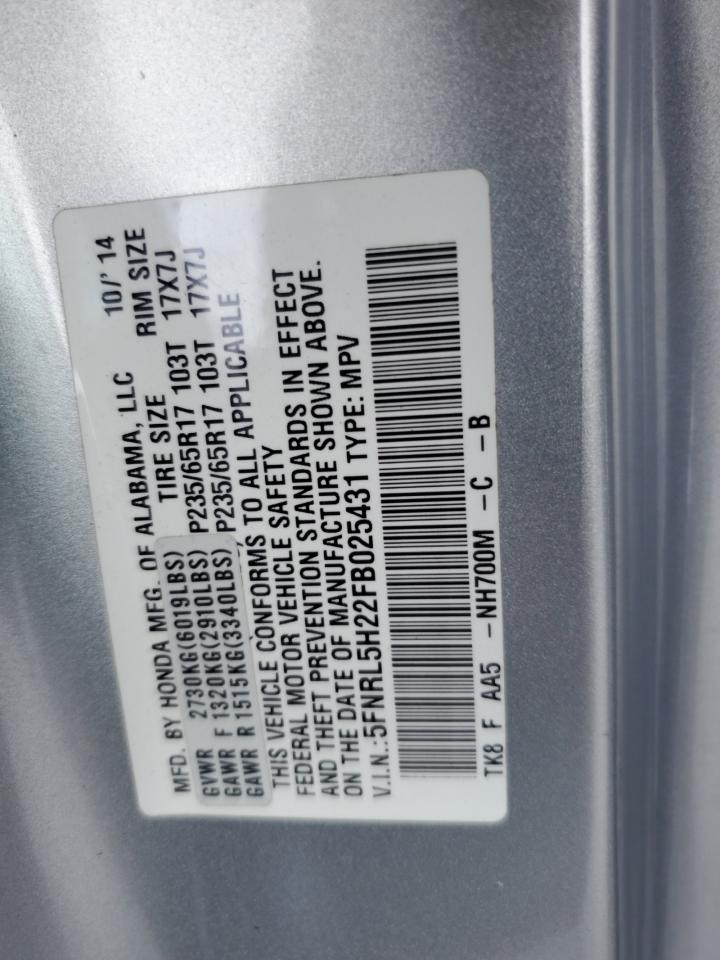 MFD. BY HONDA MFG. OF ALABAMA, LLC 10/' 14
TIRE SIZE RIM SIZE
GVWR 2730KG(6019LBS)
GAWR F 1320KG(2910LBS) P235/65R17 103T 17X7J
GAWR R 1515KG(3340LBS) P235/65R17 103T 17X7J
THIS VEHICLE CONFORMS TO ALL APPLICABLE
FEDERAL MOTOR VEHICLE SAFETY
AND THEFT PREVENTION STANDARDS IN EFFECT
ON THE DATE OF MANUFACTURE SHOWN ABOVE.
V.I.N.:5FNRL5H22FB025431 TYPE: MPV
TK8 F AA5 -NH700M -C -B